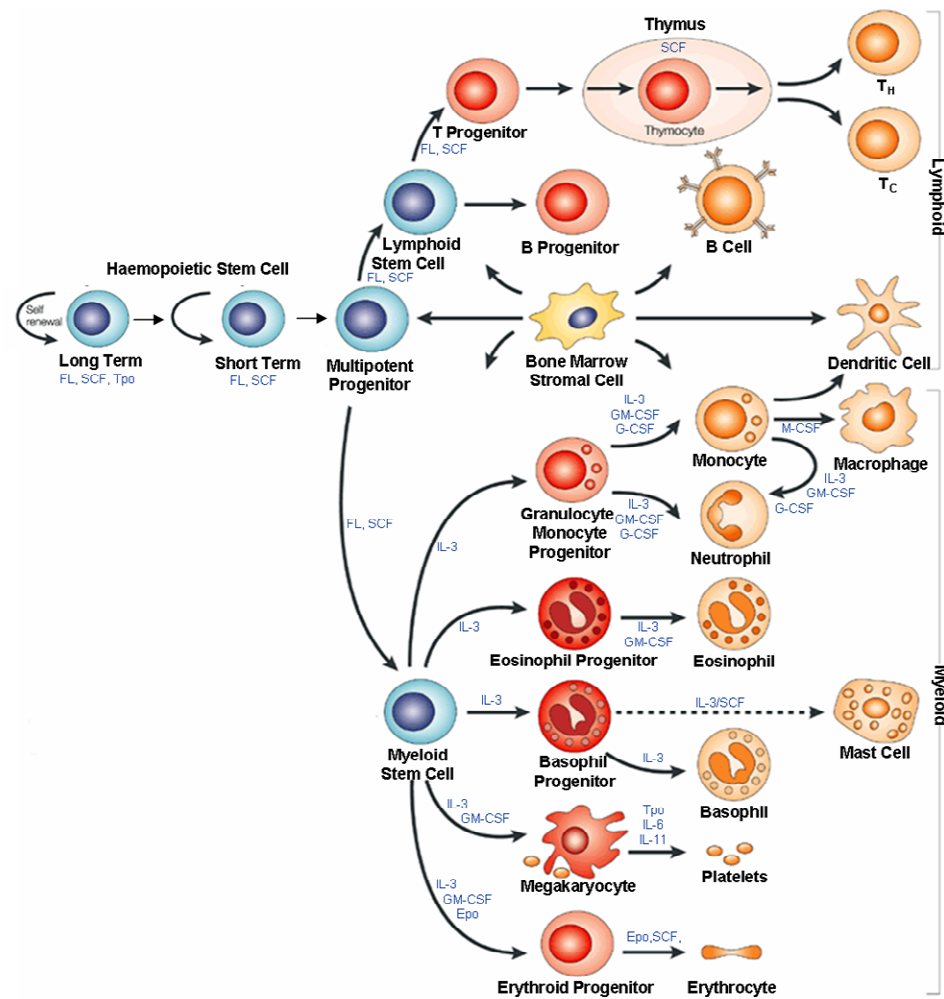 Thymus
SCF
Thymocyte
T Progenitor
FL, SCF
TH
TC
Lymphoid
Lymphoid
Stem Cell
FL, SCF
B Progenitor
B Cell
Haemopoietic Stem Cell
Self
renewal
Long Term
FL, SCF, Tpo
Short Term
FL, SCF
Multipotent
Progenitor
Bone Marrow
Stromal Cell
Dendritic Cell
IL-3
GM-CSF
G-CSF
Monocyte
M-CSF
Macrophage
IL-3
GM-CSF
G-CSF
Granulocyte
Monocyte
Progenitor
IL-3
GM-CSF
G-CSF
Neutrophil
FL, SCF
IL-3
IL-3
Eosinophil Progenitor
IL-3
GM-CSF
Eosinophil
Myeloid
Myeloid
Stem Cell
IL-3
Basophil
Progenitor
IL-3/SCF
Mast Cell
IL-3
Basophil
IL-3
GM-CSF
Megakaryocyte
Tpo
IL-6
IL-11
Platelets
IL-3
GM-CSF
Epo
Erythroid Progenitor
Epo,SCF,
Erythrocyte